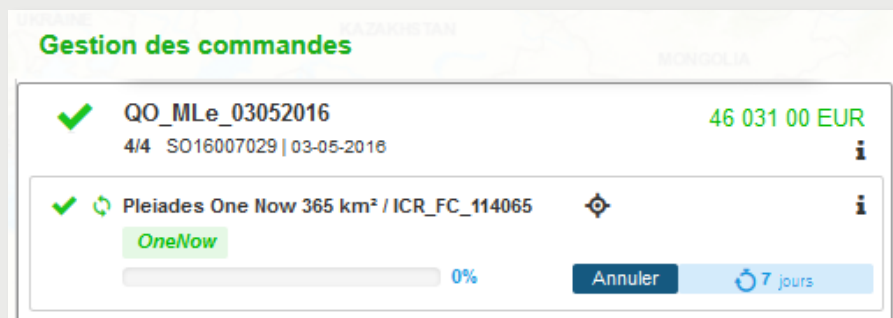 UKRAINE
KAZAKHSTAN
Gestion des commandes
MONGOLIA
QO_MLe_03052016
46 031 00 EUR
4/4 SO16007029 | 03-05-2016
i
Pleiades One Now 365 km² / ICR_FC_114065
i
OneNow
0%
Annuler
7 jours